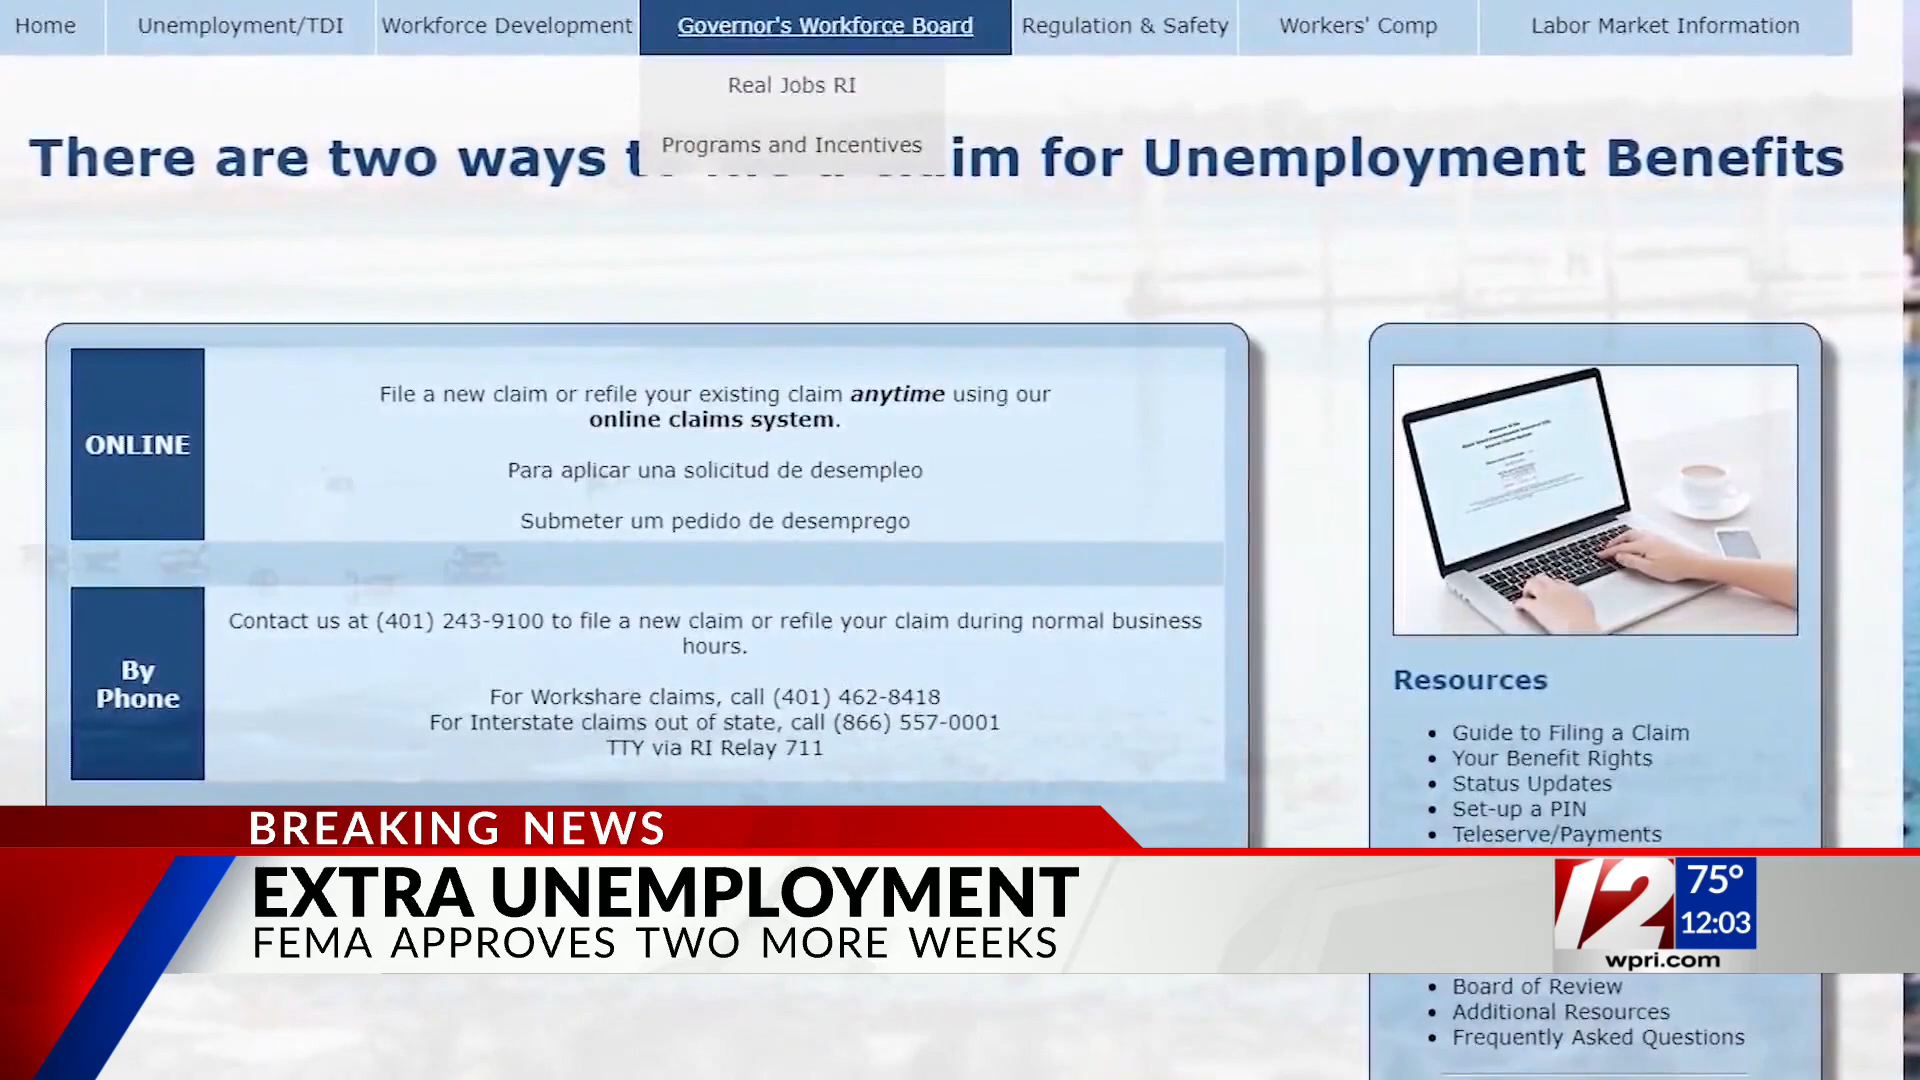 Home Unemployment/TDI Workforce Development Governor's Workforce Board Regulation & Safety Workers' Comp Labor Market Information
Real Jobs RI
Programs and Incentives
There are two ways im for Unemployment Benefits
ONLINE
File a new claim or refile your existing claim anytime using our
online claims system.
Para aplicar una solicitud de desempleo
Submeter um pedido de desemprego
By
Phone
Contact us at (401) 243-9100 to file a new claim or refile your claim during normal business
hours.
For Workshare claims, call (401) 462-8418
For Interstate claims out of state, call (866) 557-0001
TTY via RI Relay 711
Resources
• Guide to Filing a Claim
• Your Benefit Rights
• Status Updates
• Set-up a PIN
• Teleserve/Payments
• Board of Review
• Additional Resources
• Frequently Asked Questions
BREAKING NEWS
EXTRA UNEMPLOYMENT
FEMA APPROVES TWO MORE WEEKS
12
75°
12:03
wpri.com